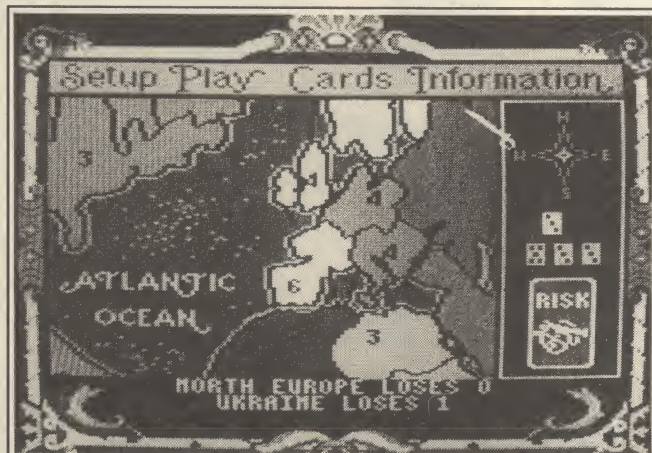 Setup Play Cards Information
3
N
W E
S
4
4
4
6
3
ATLANTIC
OCEAN
RISK
NORTH EUROPE LOSES 0
UKRAINE LOSES 1